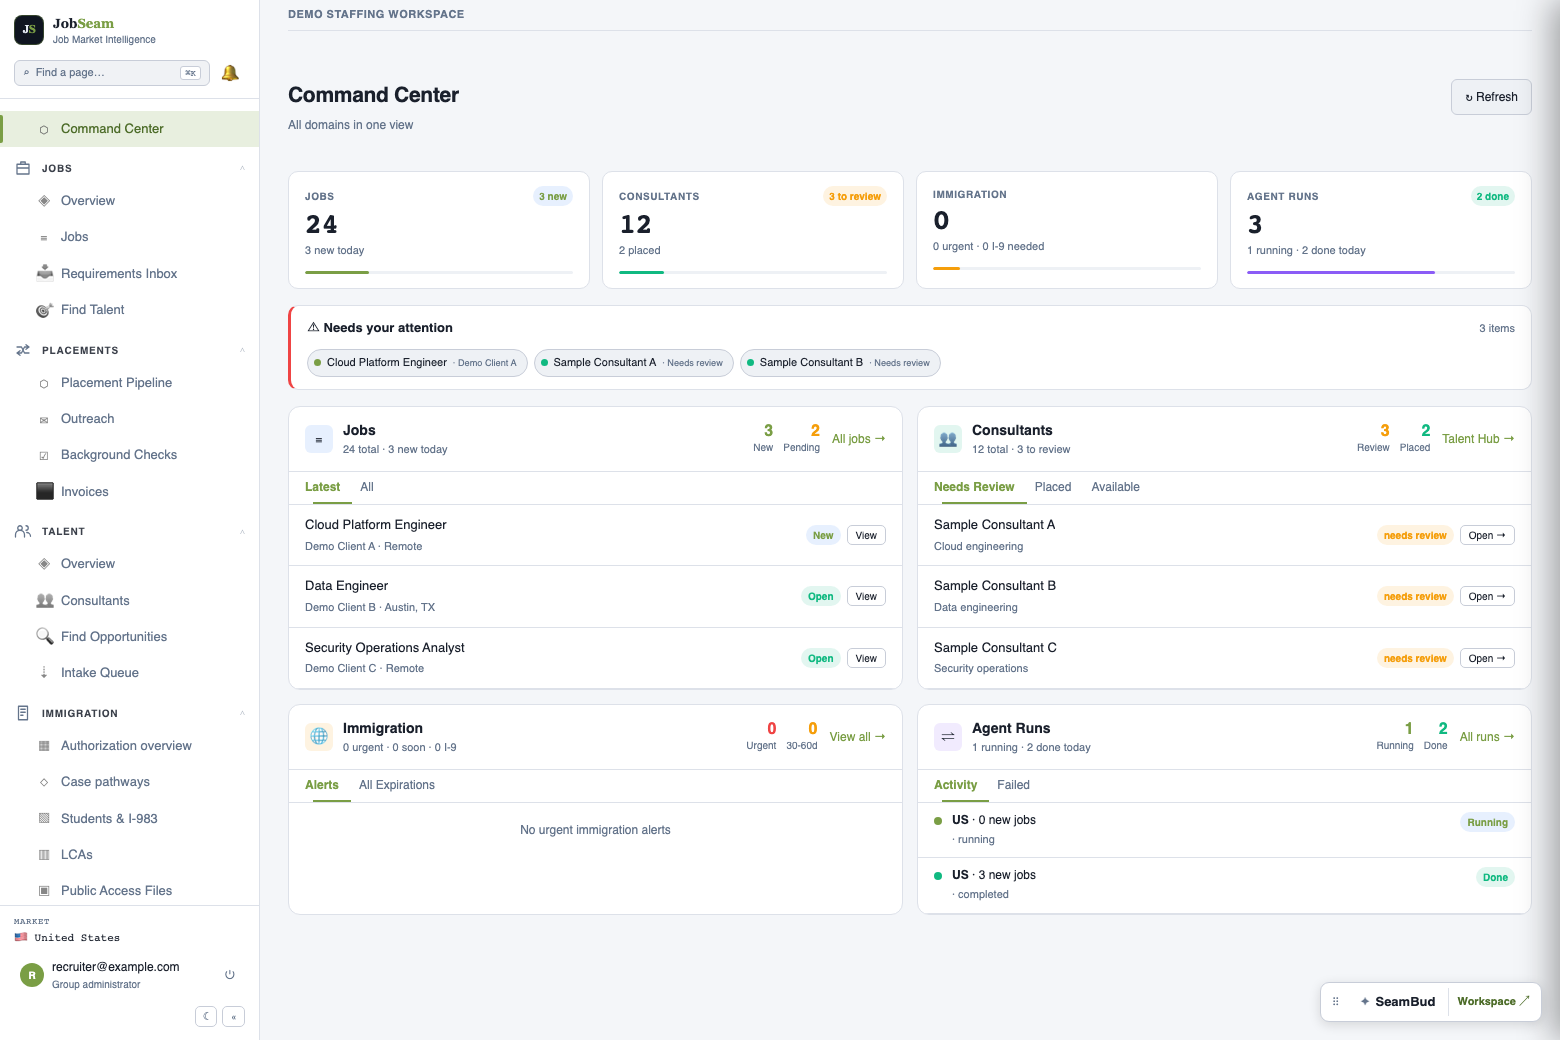 JS
JobSeam
Job Market Intelligence
Find a page...
⌘K
Command Center
JOBS
Overview
Jobs
Requirements Inbox
Find Talent
PLACEMENTS
Placement Pipeline
Outreach
Background Checks
Invoices
TALENT
Overview
Consultants
Find Opportunities
Intake Queue
IMMIGRATION
Authorization overview
Case pathways
Students & I-983
LCAs
Public Access Files
MARKET
United States
R
recruiter@example.com
Group administrator
«
DEMO STAFFING WORKSPACE
Command Center
All domains in one view
↻ Refresh
JOBS
3 new
24
3 new today
CONSULTANTS
3 to review
12
2 placed
IMMIGRATION
0
0 urgent · 0 I-9 needed
AGENT RUNS
2 done
3
1 running · 2 done today
⚠ Needs your attention
3 items
Cloud Platform Engineer · Demo Client A
Sample Consultant A · Needs review
Sample Consultant B · Needs review
Jobs
24 total · 3 new today
3 New
2 Pending
All jobs →
Latest All
Cloud Platform Engineer
Demo Client A · Remote
New View
Data Engineer
Demo Client B · Austin, TX
Open View
Security Operations Analyst
Demo Client C · Remote
Open View
Consultants
12 total · 3 to review
3 Review
2 Placed
Talent Hub →
Needs Review Placed Available
Sample Consultant A
Cloud engineering
needs review Open →
Sample Consultant B
Data engineering
needs review Open →
Sample Consultant C
Security operations
needs review Open →
Immigration
0 urgent · 0 soon · 0 I-9
0 Urgent
0 30-60d
View all →
Alerts All Expirations
No urgent immigration alerts
Agent Runs
1 running · 2 done today
1 Running
2 Done
All runs →
Activity Failed
US · 0 new jobs
· running
Running
US · 3 new jobs
· completed
Done
SeamBud
Workspace ↗